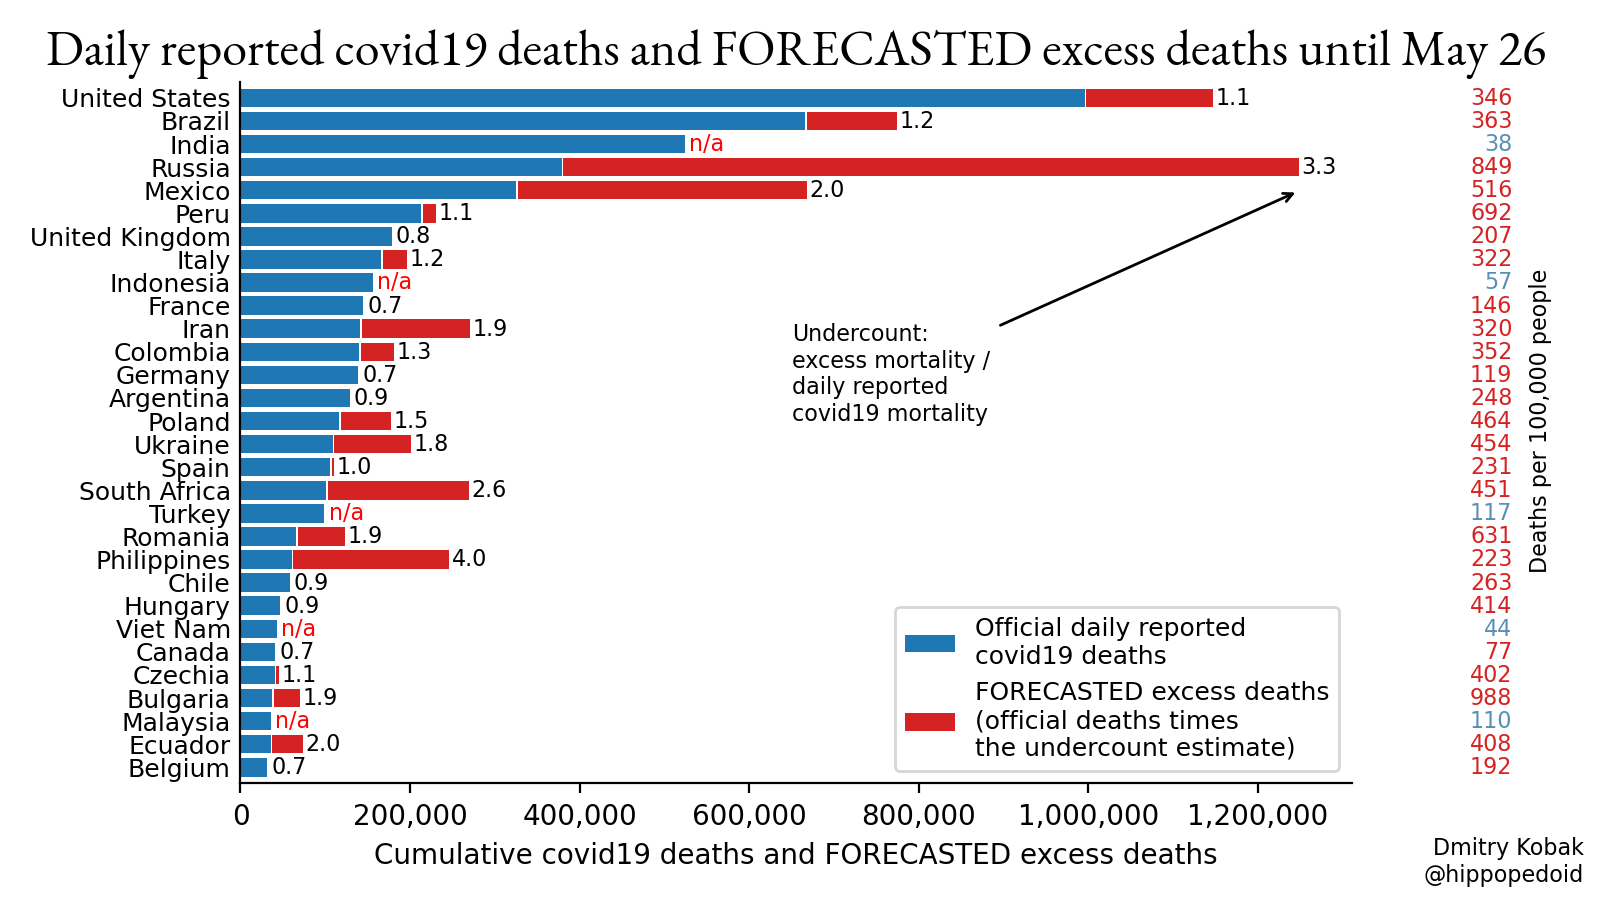 Daily reported covid19 deaths and FORECASTED excess deaths until May 26
United States 1.1 346
Brazil 1.2 363
India n/a 38
Russia 3.3 849
Mexico 2.0 516
Peru 1.1 692
United Kingdom 0.8 207
Italy 1.2 322
Indonesia n/a 57
France 0.7 146
Iran 1.9 320
Colombia 1.3 352
Germany 0.7 119
Argentina 0.9 248
Poland 1.5 464
Ukraine 1.8 454
Spain 1.0 231
South Africa 2.6 451
Turkey n/a 117
Romania 1.9 631
Philippines 4.0 223
Chile 0.9 263
Hungary 0.9 414
Viet Nam n/a 44
Canada 0.7 77
Czechia 1.1 402
Bulgaria 1.9 988
Malaysia n/a 110
Ecuador 2.0 408
Belgium 0.7 192
Undercount:
excess mortality /
daily reported
covid19 mortality
Deaths per 100,000 people
Official daily reported
covid19 deaths
FORECASTED excess deaths
(official deaths times
the undercount estimate)
0 200,000 400,000 600,000 800,000 1,000,000 1,200,000
Cumulative covid19 deaths and FORECASTED excess deaths
Dmitry Kobak
@hippopedoid